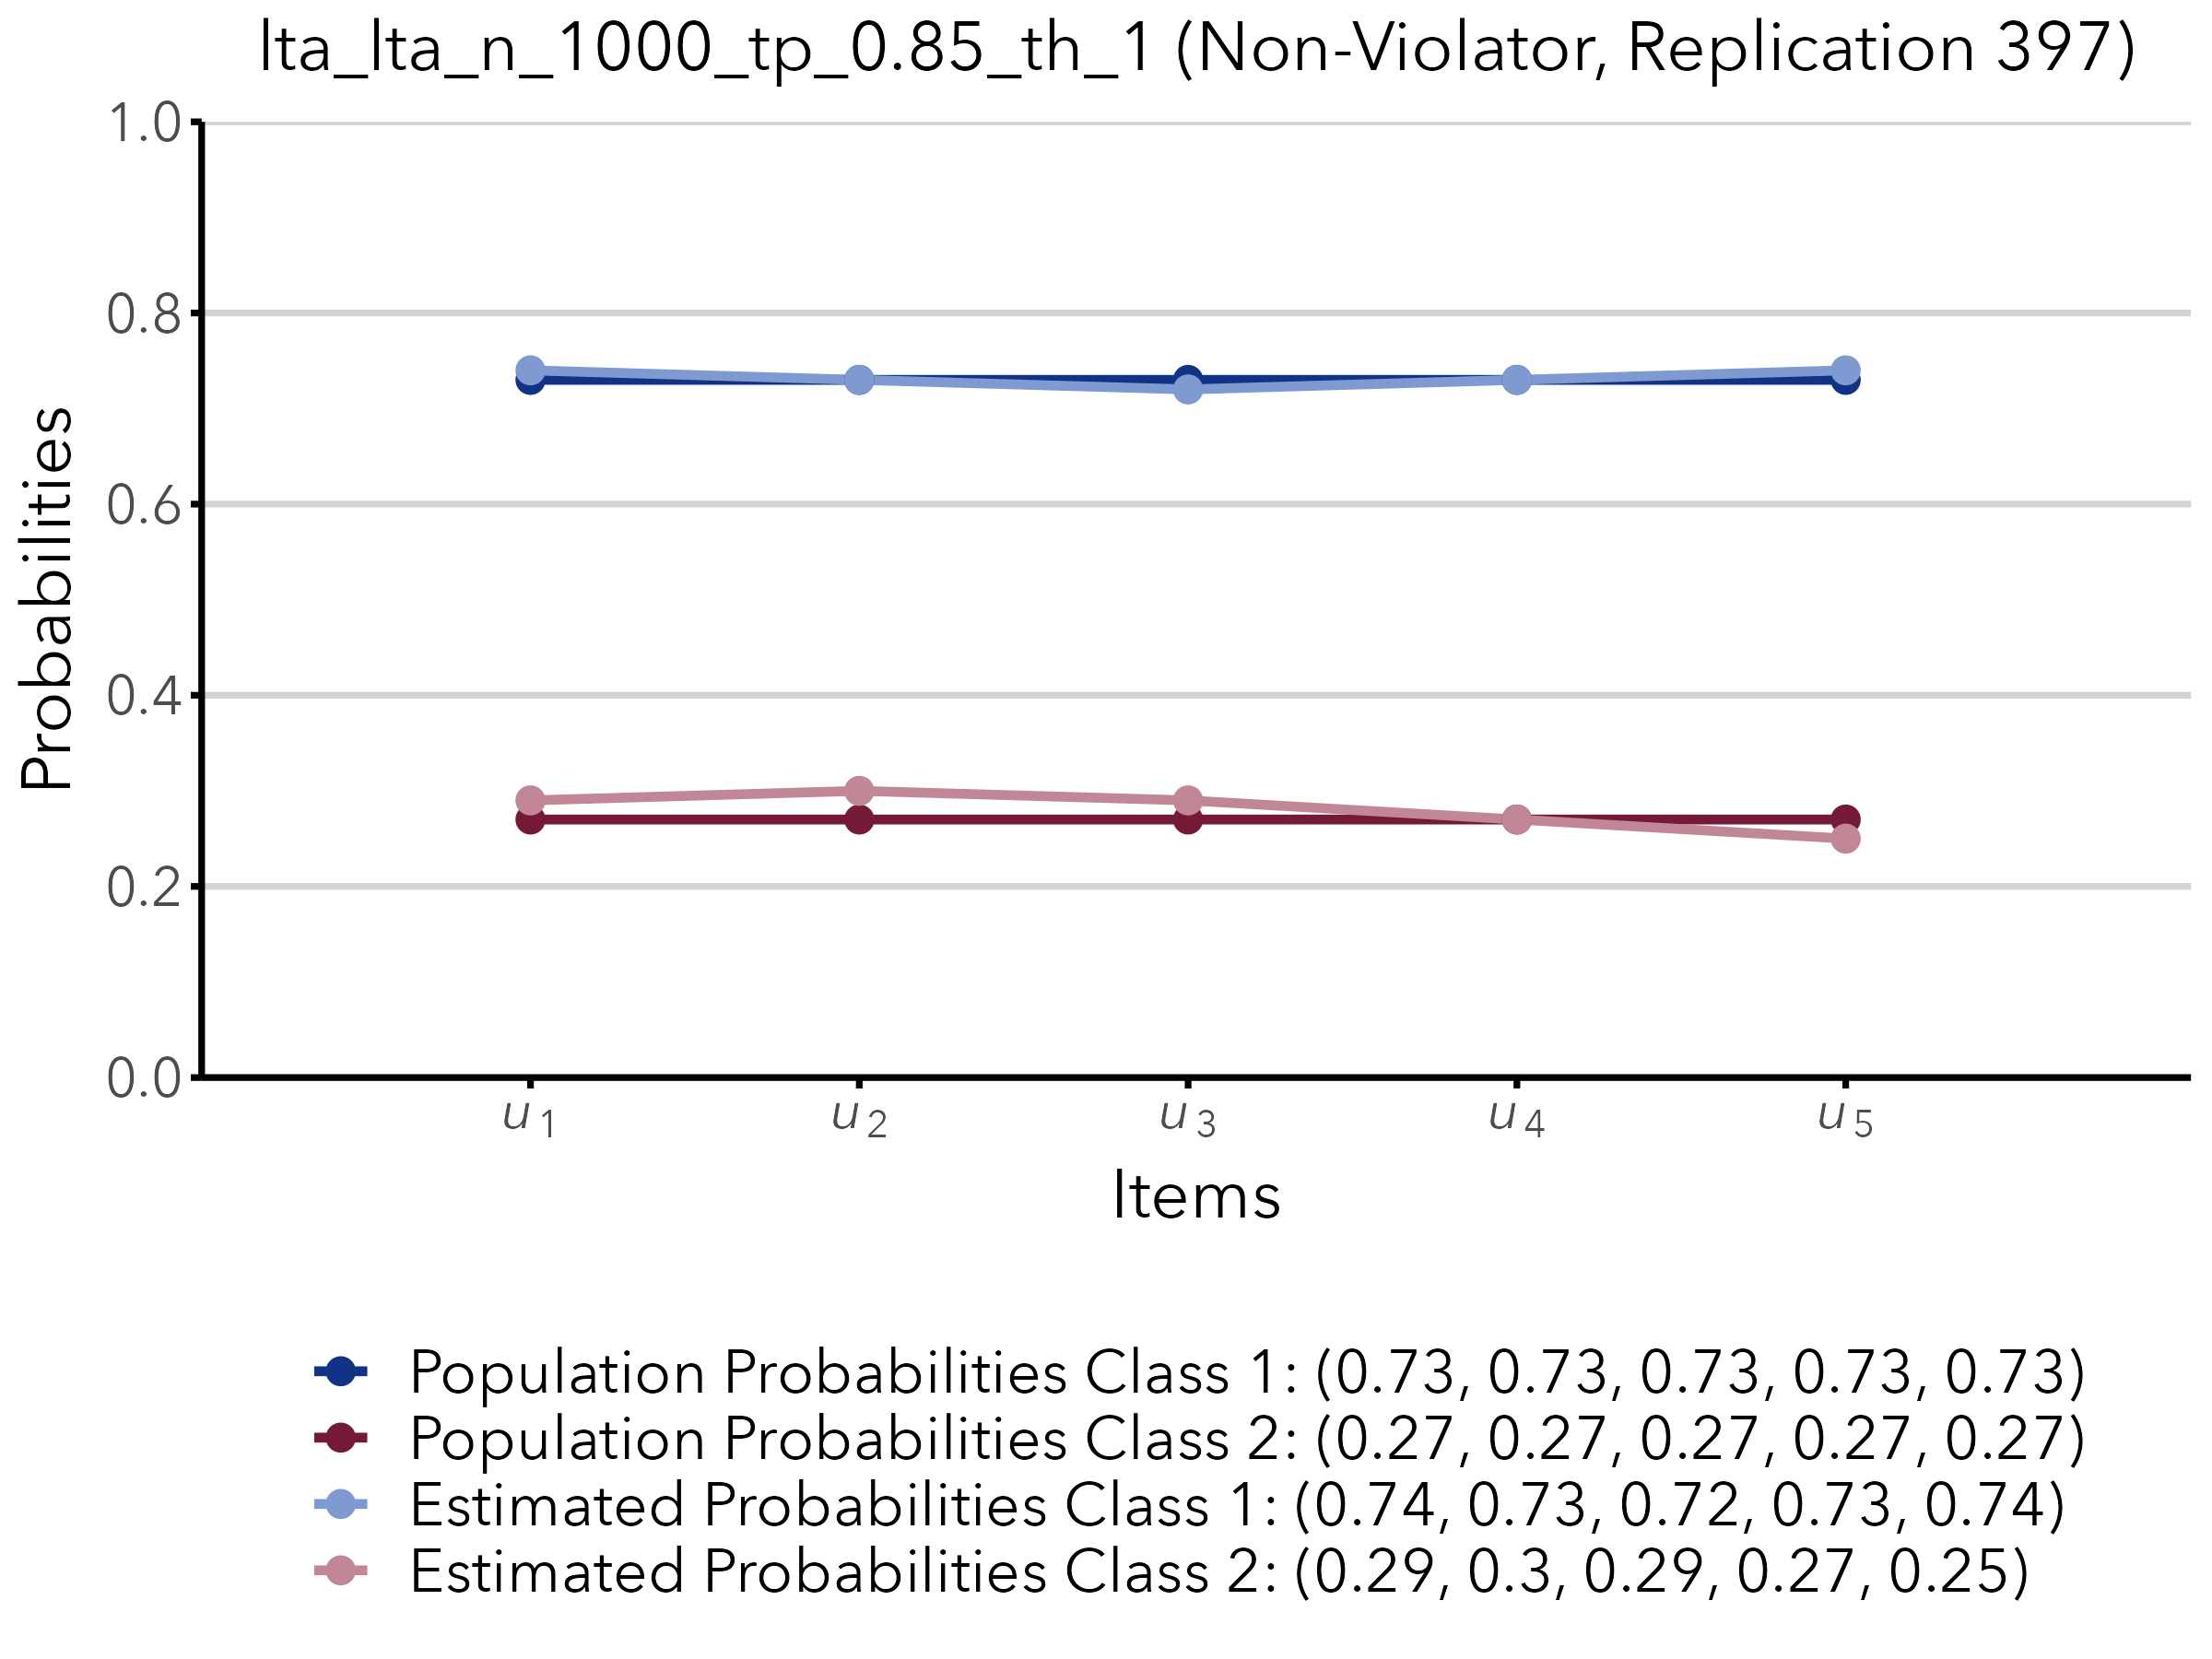 lta_lta_n_1000_tp_0.85_th_1 (Non-Violator, Replication 397)
1.0
0.8
0.6
0.4
0.2
0.0
Probabilities
u1
u2
u3
u4
u5
Items
Population Probabilities Class 1: (0.73, 0.73, 0.73, 0.73, 0.73)
Population Probabilities Class 2: (0.27, 0.27, 0.27, 0.27, 0.27)
Estimated Probabilities Class 1: (0.74, 0.73, 0.72, 0.73, 0.74)
Estimated Probabilities Class 2: (0.29, 0.3, 0.29, 0.27, 0.25)